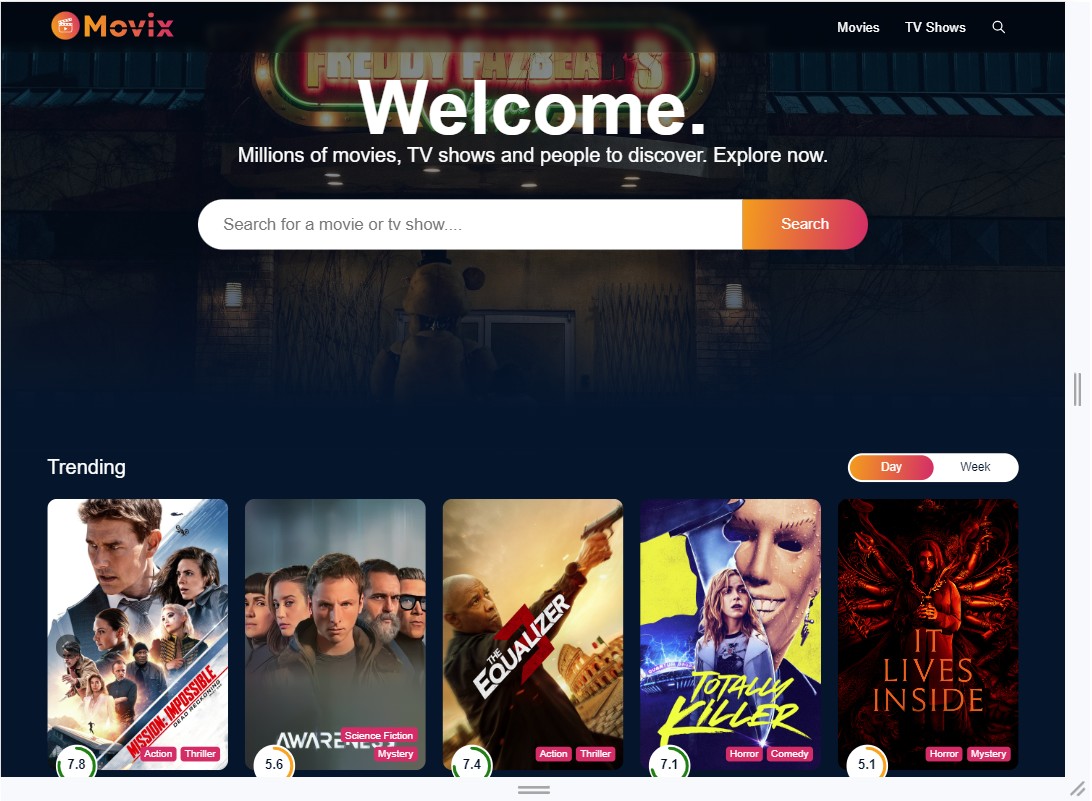 Movix
Movies
TV Shows
FREDDY FAZBEAR'S
Welcome.
Millions of movies, TV shows and people to discover. Explore now.
Search for a movie or tv show....
Search
Trending
Day
Week
MISSION: IMPOSSIBLE
DEAD RECKONING
Action
Thriller
7.8
AWARENESS
Science Fiction
Mystery
5.6
THE
EQUALIZER
3
Action
Thriller
7.4
TOTALLY
KILLER
Horror
Comedy
7.1
IT
LIVES
INSIDE
Horror
Mystery
5.1